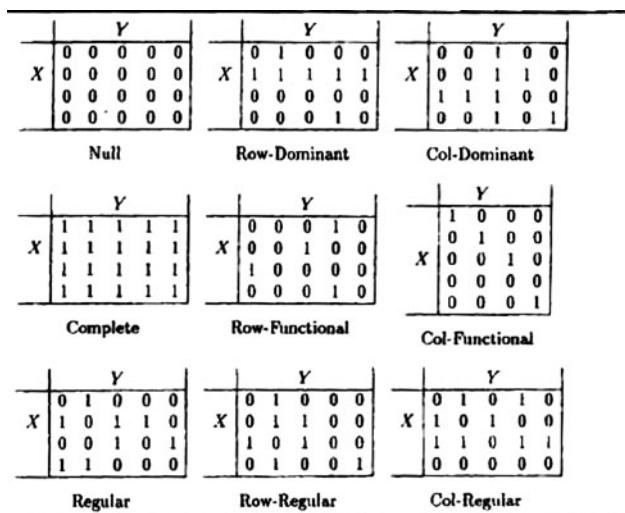 Y
0 0 0 0 0
X 0 0 0 0 0
0 0 0 0 0
0 0 0 0 0
Null
Y
0 1 0 0 0
X 1 1 1 1 1
0 0 0 0 0
0 0 0 1 0
Row-Dominant
Y
0 0 1 0 0
X 0 0 1 1 0
1 1 1 0 0
0 0 1 0 1
Col-Dominant
Y
1 1 1 1 1
X 1 1 1 1 1
1 1 1 1 1
1 1 1 1 1
Complete
Y
0 0 0 1 0
X 0 0 1 0 0
1 0 0 0 0
0 0 0 1 0
Row-Functional
Y
1 0 0 0
0 1 0 0
X 0 0 1 0
0 0 0 0
0 0 0 1
Col-Functional
Y
0 1 0 0 0
X 1 0 1 1 0
0 0 1 0 1
1 1 0 0 0
Regular
Y
0 1 0 0 0
X 0 1 1 0 0
1 0 1 0 0
0 1 0 0 1
Row-Regular
Y
0 1 0 1 0
X 1 0 1 0 0
1 1 0 1 1
0 0 0 0 0
Col-Regular